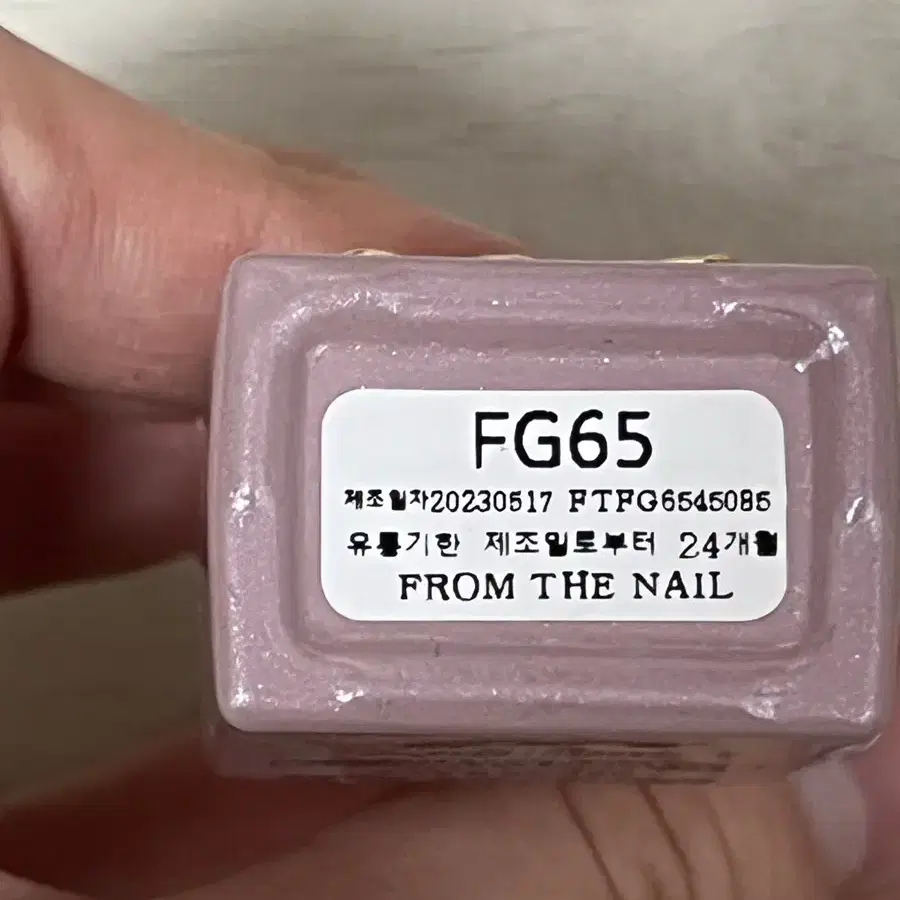 FG65
제조일자20230517 FTFG6545085
유통기한 제조일로부터 24개월
FROM THE NAIL